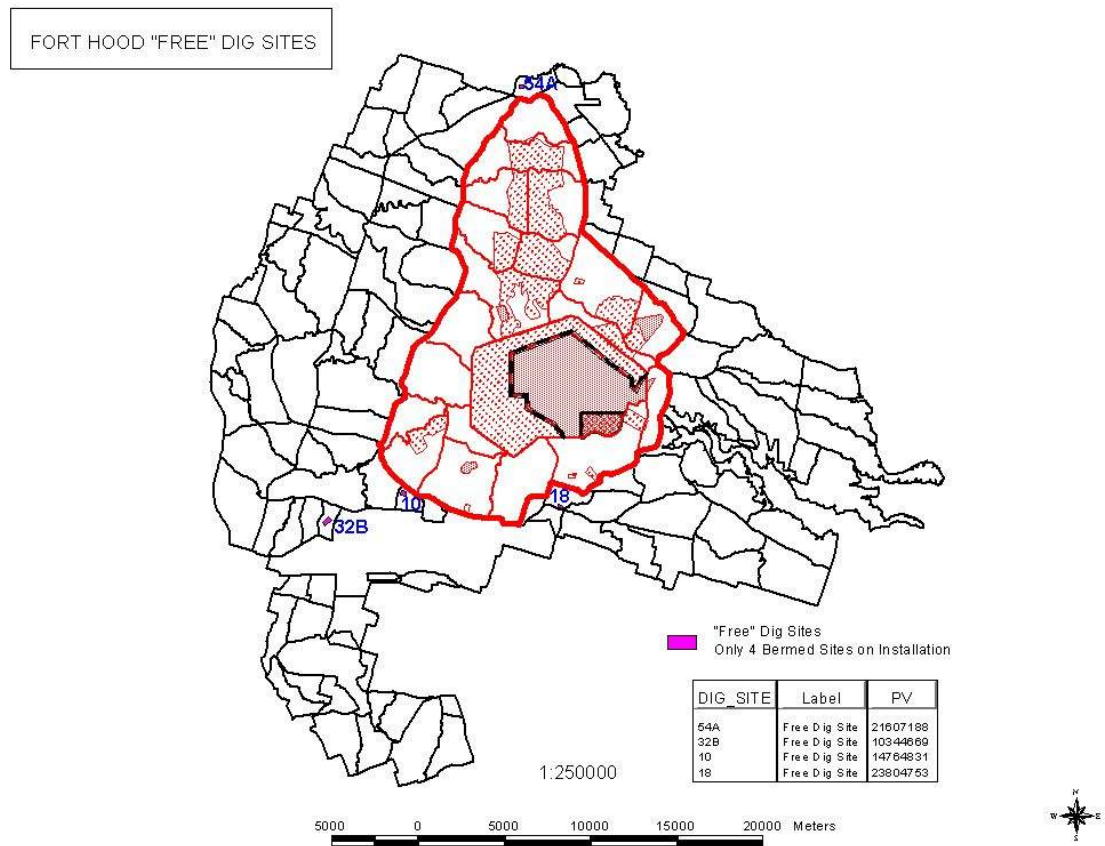 FORT HOOD "FREE" DIG SITES
54A
10
18
32B
"Free" Dig Sites
Only 4 Bermed Sites on Installation
DIG_SITE Label PV
54A Free Dig Site 21607188
32B Free Dig Site 10344669
10 Free Dig Site 14764831
18 Free Dig Site 23804753
1:250000
5000 0 5000 10000 15000 20000 Meters
N
W E
S